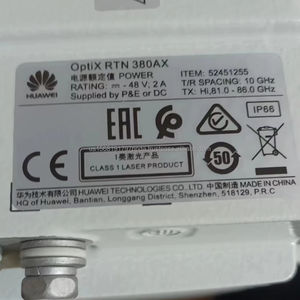 OptiX RTN 380AX
电源额定值 POWER
RATING: ⎓ - 48 V; 2 A
Supplied by P&E or DC
ITEM: 52451255
T/R SPACING: 10 GHz
TX: Hi,81.0 - 86.0 GHz
HUAWEI
EAC
IP66
CE
1类激光产品
CLASS 1 LASER PRODUCT
50
华为技术有限公司 HUAWEI TECHNOLOGIES CO., LTD. 中国制造 MADE IN CHINA
HQ of Huawei, Bantian, Longgang District, Shenzhen, 518129, P.R.C